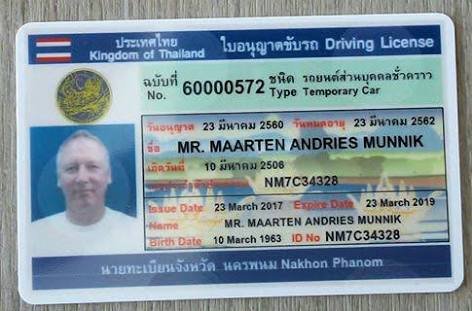 ประเทศไทย
Kingdom of Thailand
ใบอนุญาตขับรถ Driving License
ฉบับที่ 60000572 ชนิด รถยนต์ส่วนบุคคลชั่วคราว
No. Type Temporary Car
วันอนุญาต 23 มีนาคม 2560 วันหมดอายุ 23 มีนาคม 2562
ชื่อ MR. MAARTEN ANDRIES MUNNIK
เกิดวันที่ 10 มีนาคม 2506
NM7C34328
Issue Date 23 March 2017 Expire Date 23 March 2019
Name MR. MAARTEN ANDRIES MUNNIK
Birth Date 10 March 1963 ID No NM7C34328
นายทะเบียนจังหวัด นครพนม Nakhon Phanom